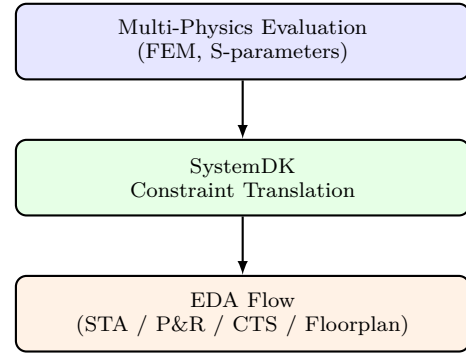 Multi-Physics Evaluation
(FEM, S-parameters)
SystemDK
Constraint Translation
EDA Flow
(STA / P&R / CTS / Floorplan)